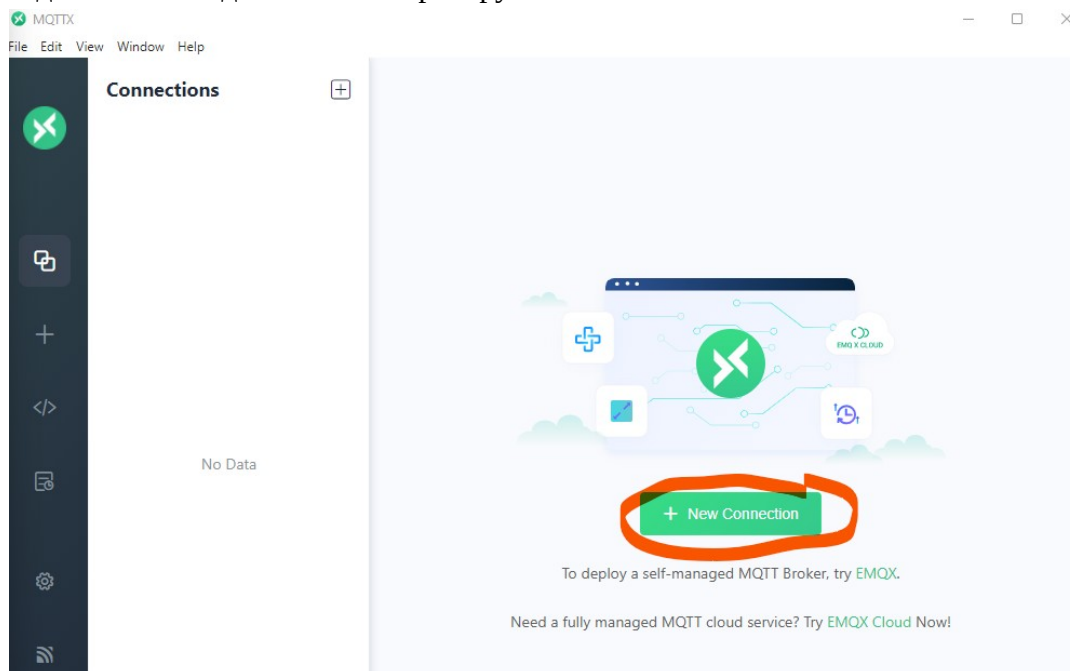 MQTTX
File Edit View Window Help
Connections
EMQ X CLOUD
No Data
+ New Connection
To deploy a self-managed MQTT Broker, try EMQX.
Need a fully managed MQTT cloud service? Try EMQX Cloud Now!